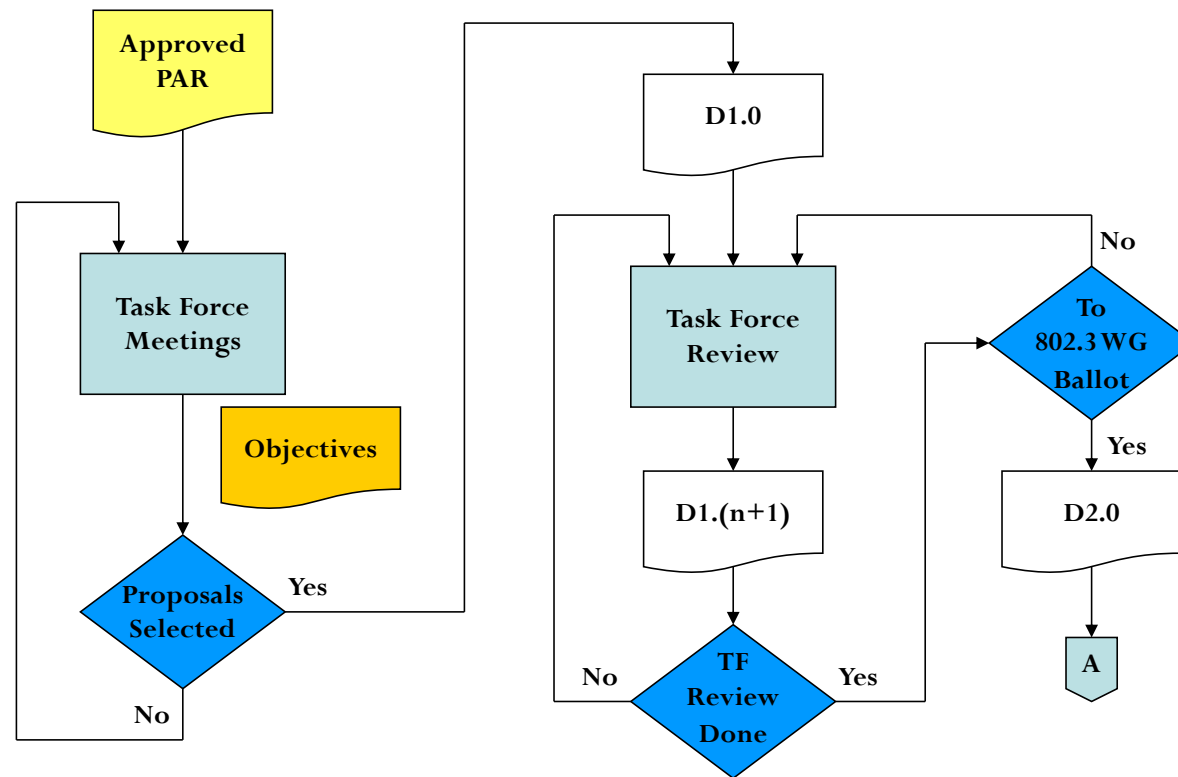 Approved
PAR
Task Force
Meetings
Objectives
Proposals
Selected
Yes
No
D1.0
Task Force
Review
D1.(n+1)
TF
Review
Done
No
Yes
To
802.3 WG
Ballot
No
Yes
D2.0
A